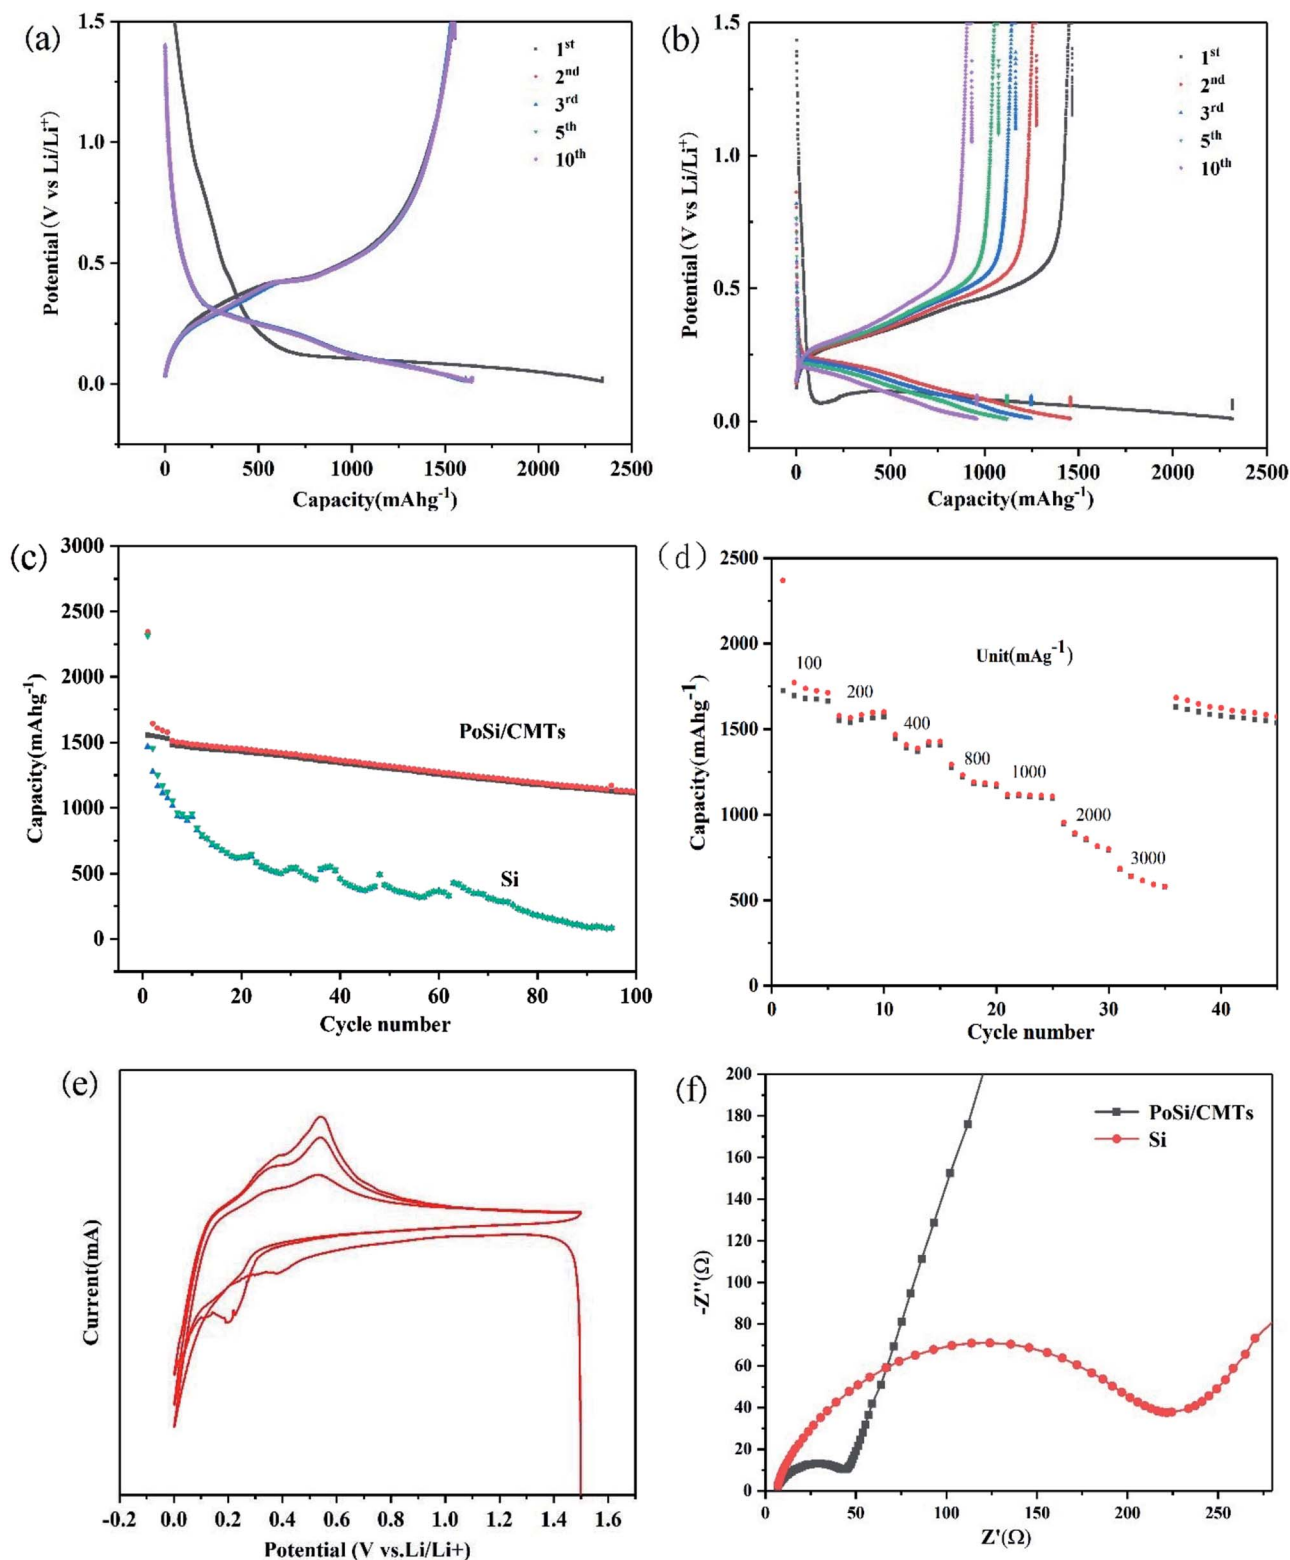 (a)
1.5
1.0
0.5
0.0
Potential (V vs Li/Li⁺)
1ˢᵗ
2ⁿᵈ
3ʳᵈ
5ᵗʰ
10ᵗʰ
0 500 1000 1500 2000 2500
Capacity(mAhg⁻¹)
(b)
1.5
1.0
0.5
0.0
Potential (V vs Li/Li⁺)
1ˢᵗ
2ⁿᵈ
3ʳᵈ
5ᵗʰ
10ᵗʰ
0 500 1000 1500 2000 2500
Capacity(mAhg⁻¹)
(c)
3000
2500
2000
1500
1000
500
0
Capacity(mAhg⁻¹)
PoSi/CMTs
Si
0 20 40 60 80 100
Cycle number
(d)
2500
2000
1500
1000
500
0
Capacity(mAhg⁻¹)
Unit(mAg⁻¹)
100
200
400
800
1000
2000
3000
0 10 20 30 40
Cycle number
(e)
Current(mA)
-0.2 0.0 0.2 0.4 0.6 0.8 1.0 1.2 1.4 1.6
Potential (V vs.Li/Li+)
(f)
200
180
160
140
120
100
80
60
40
20
0
-Z''(Ω)
PoSi/CMTs
Si
0 25 50 75 100 125 150 175 200 225 250 275
Z'(Ω)